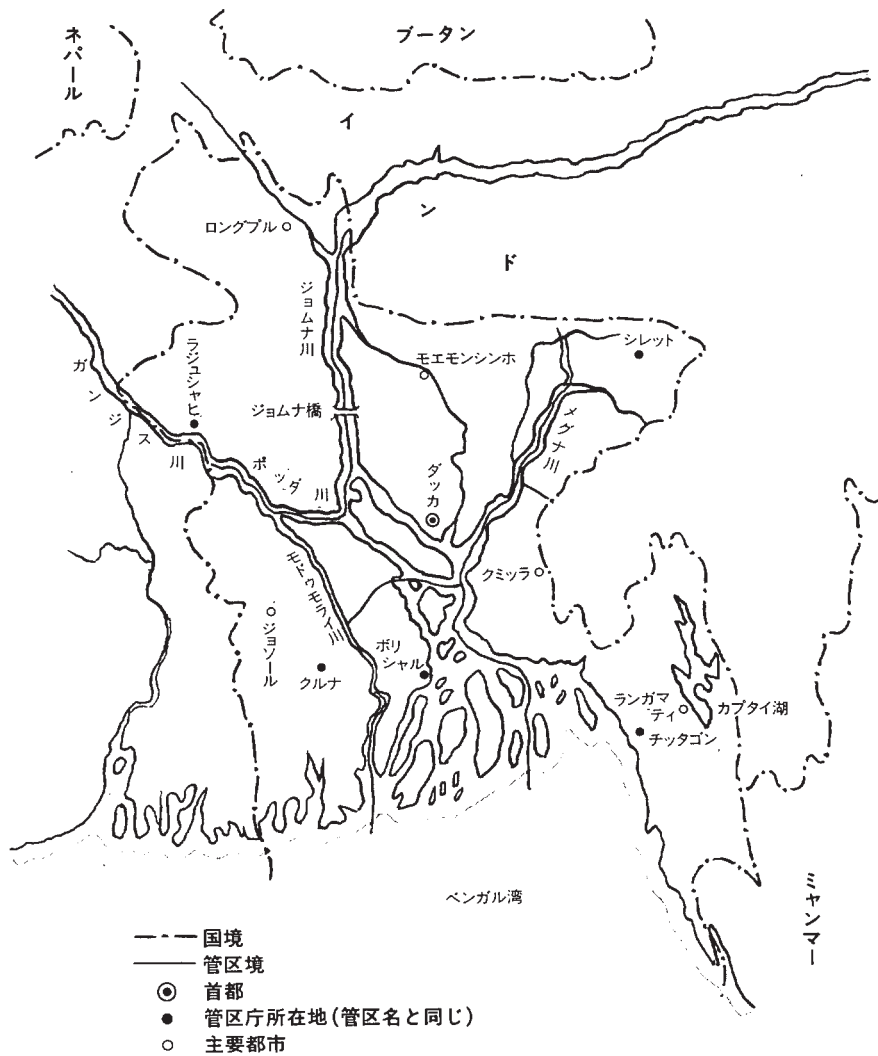 ネパール
ブータン
インド
ロングプル
ジョムナ川
シレット
モエモンシンホ
ラジュシャヒ
ガンジス川
ジョムナ橋
メグナ川
ポッダ川
ダッカ
クミッラ
モドゥモティ川
ジョソール
ボリ
シャル
クルナ
ランガマ
ティ
カプタイ湖
チッタゴン
ベンガル湾
ミャンマー
国境
管区境
首都
管区庁所在地(管区名と同じ)
主要都市